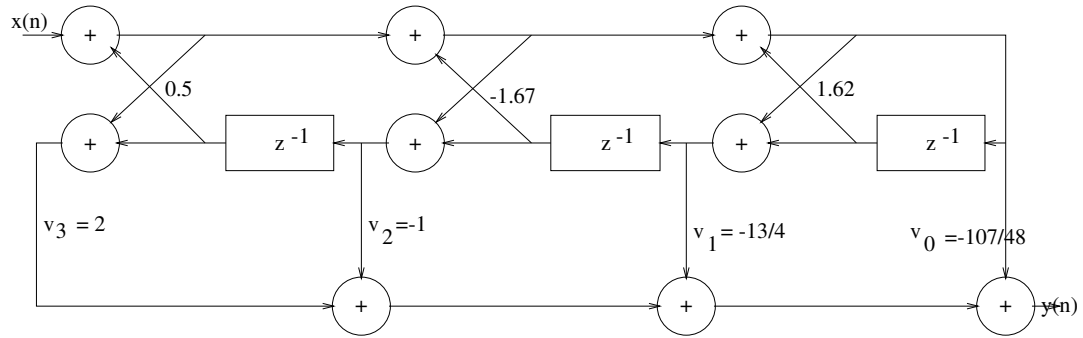 x(n)
+ + +
0.5 -1.67 1.62
+ z -1 + z -1 + z -1
v3 = 2 v2 =-1 v1 = -13/4 v0 =-107/48
+ + + y(n)